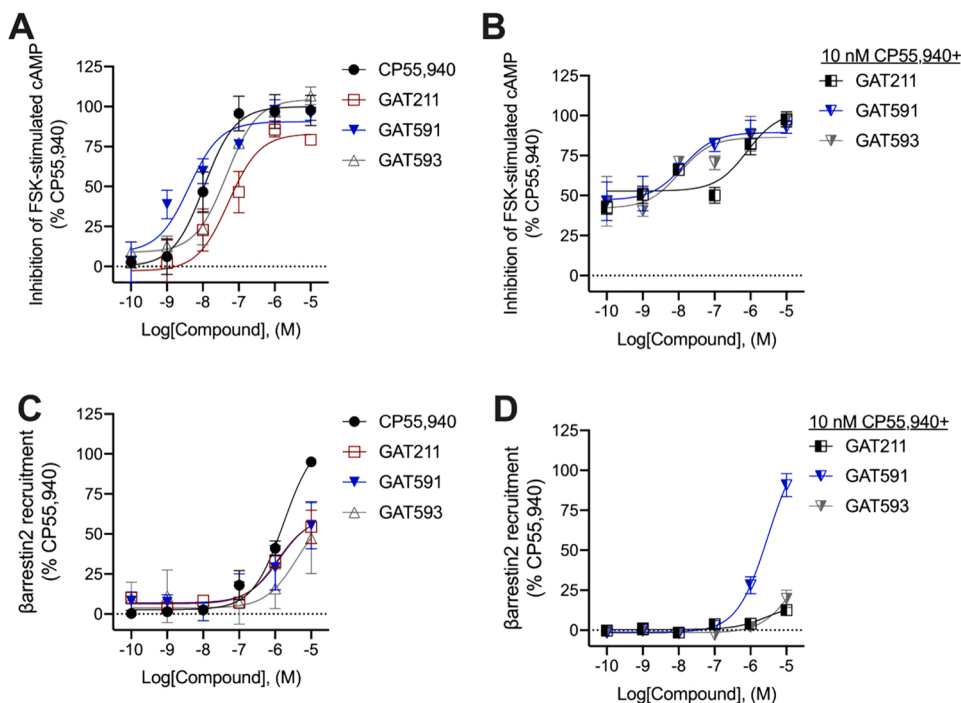 A
125
100
75
50
25
0
-10 -9 -8 -7 -6 -5
Log[Compound], (M)
Inhibition of FSK-stimulated cAMP
(% CP55,940)
CP55,940
GAT211
GAT591
GAT593
B
125
100
75
50
25
0
-10 -9 -8 -7 -6 -5
Log[Compound], (M)
Inhibition of FSK-stimulated cAMP
(% CP55,940)
10 nM CP55,940+
GAT211
GAT591
GAT593
C
125
100
75
50
25
0
-10 -9 -8 -7 -6 -5
Log[Compound], (M)
βarrestin2 recruitment
(% CP55,940)
CP55,940
GAT211
GAT591
GAT593
D
125
100
75
50
25
0
-10 -9 -8 -7 -6 -5
Log[Compound], (M)
βarrestin2 recruitment
(% CP55,940)
10 nM CP55,940+
GAT211
GAT591
GAT593